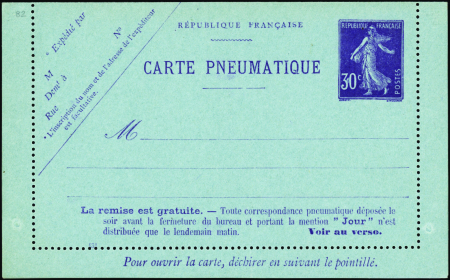 82
* Expédié par
M
Demt à
Rue
N°
* L'inscription du nom et de l'adresse de l'expéditeur
est facultative.
RÉPUBLIQUE FRANÇAISE
CARTE PNEUMATIQUE
RÉPUBLIQUE FRANÇAISE
30c
POSTES
M
La remise est gratuite. — Toute correspondance pneumatique déposée le
soir avant la fermeture du bureau et portant la mention "Jour" n'est
distribuée que le lendemain matin. Voir au verso.
Pour ouvrir la carte, déchirer en suivant le pointillé.